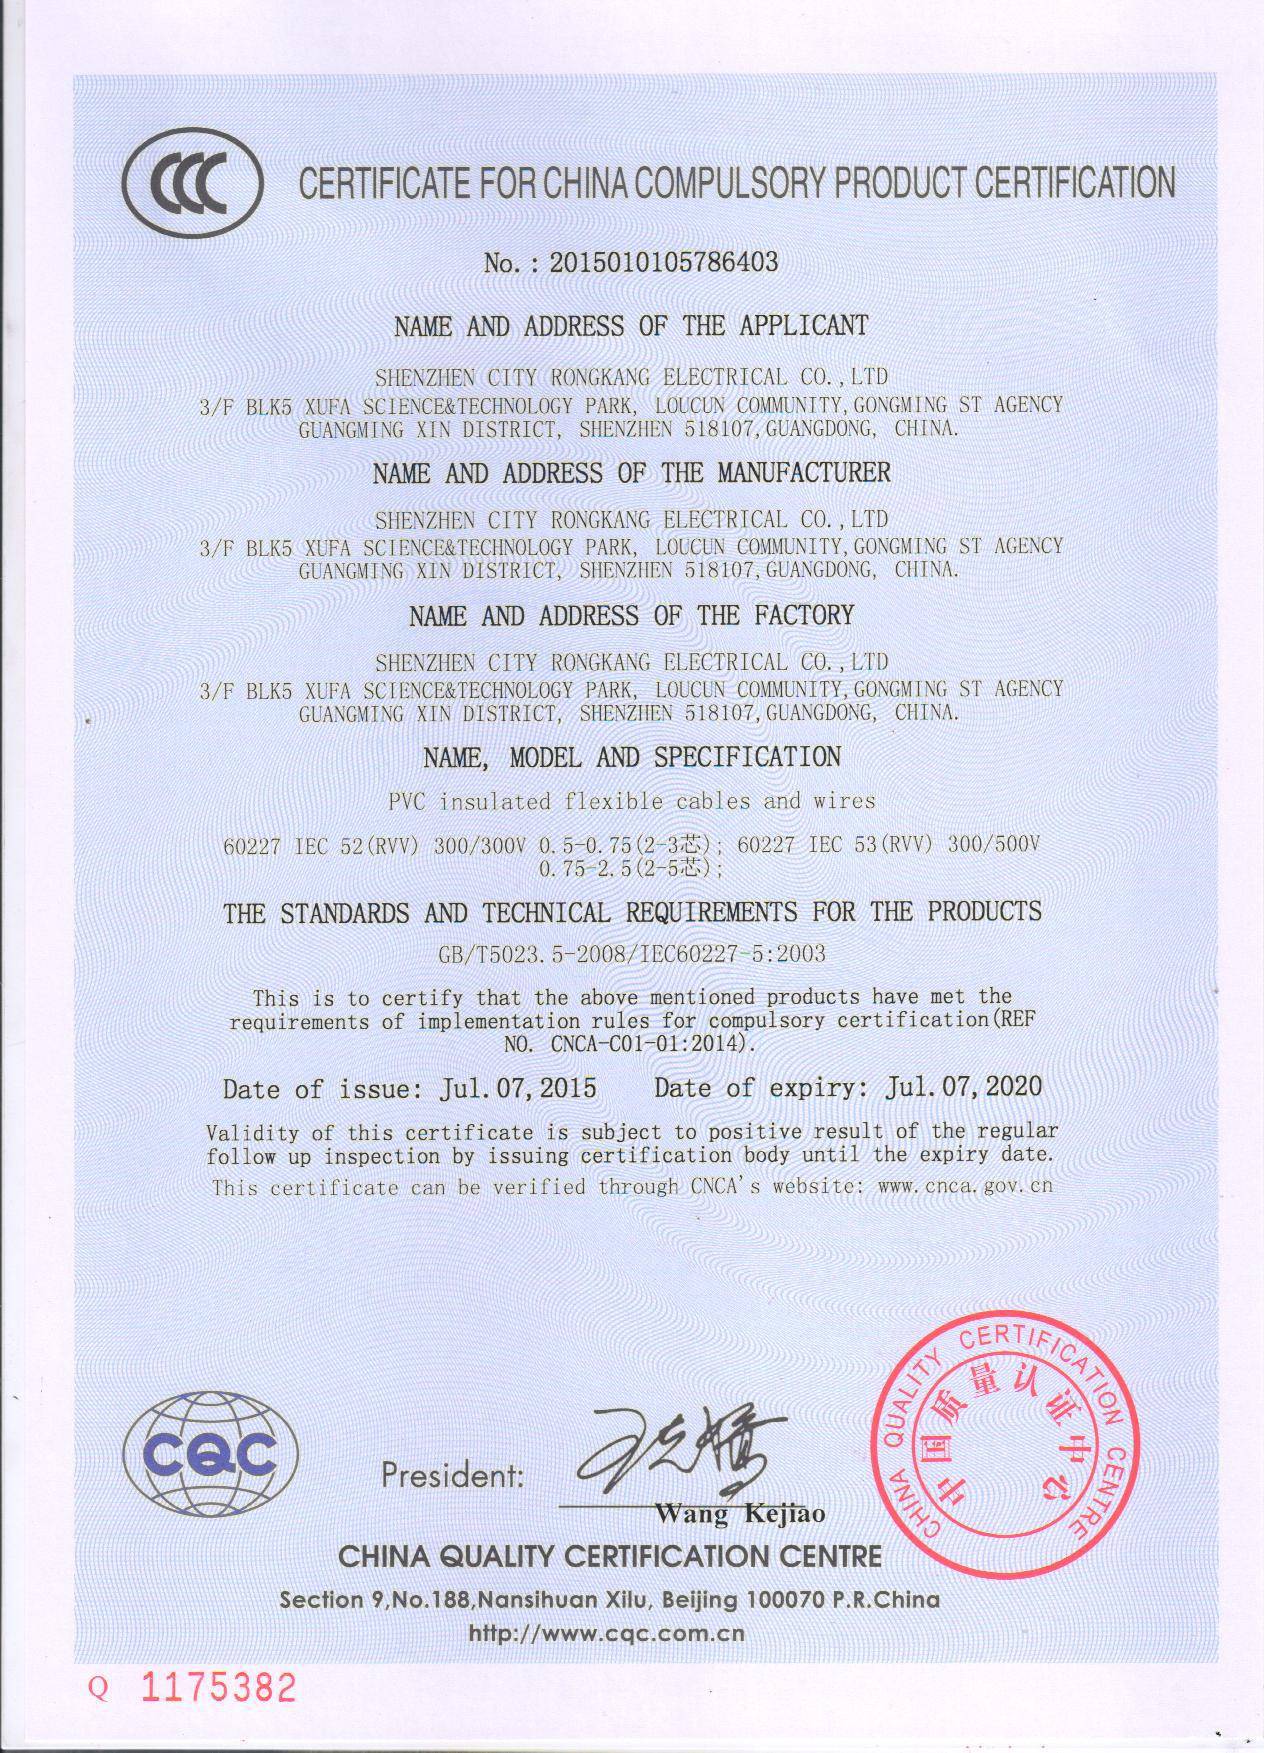 CCC
CERTIFICATE FOR CHINA COMPULSORY PRODUCT CERTIFICATION
No.: 2015010105786403
NAME AND ADDRESS OF THE APPLICANT
SHENZHEN CITY RONGKANG ELECTRICAL CO.,LTD
3/F BLK5 XUFA SCIENCE&TECHNOLOGY PARK, LOUCUN COMMUNITY,GONGMING ST AGENCY
GUANGMING XIN DISTRICT, SHENZHEN 518107,GUANGDONG, CHINA.
NAME AND ADDRESS OF THE MANUFACTURER
SHENZHEN CITY RONGKANG ELECTRICAL CO.,LTD
3/F BLK5 XUFA SCIENCE&TECHNOLOGY PARK, LOUCUN COMMUNITY,GONGMING ST AGENCY
GUANGMING XIN DISTRICT, SHENZHEN 518107,GUANGDONG, CHINA.
NAME AND ADDRESS OF THE FACTORY
SHENZHEN CITY RONGKANG ELECTRICAL CO.,LTD
3/F BLK5 XUFA SCIENCE&TECHNOLOGY PARK, LOUCUN COMMUNITY,GONGMING ST AGENCY
GUANGMING XIN DISTRICT, SHENZHEN 518107,GUANGDONG, CHINA.
NAME, MODEL AND SPECIFICATION
PVC insulated flexible cables and wires
60227 IEC 52(RVV) 300/300V 0.5-0.75(2-3芯); 60227 IEC 53(RVV) 300/500V
0.75-2.5(2-5芯);
THE STANDARDS AND TECHNICAL REQUIREMENTS FOR THE PRODUCTS
GB/T5023.5-2008/IEC60227-5:2003
This is to certify that the above mentioned products have met the
requirements of implementation rules for compulsory certification(REF
NO. CNCA-C01-01:2014).
Date of issue: Jul.07,2015 Date of expiry: Jul.07,2020
Validity of this certificate is subject to positive result of the regular
follow up inspection by issuing certification body until the expiry date.
This certificate can be verified through CNCA's website: www.cnca.gov.cn
CHINA QUALITY CERTIFICATION CENTRE
中国质量认证中心
CQC
President:
王克娇
Wang Kejiao
CHINA QUALITY CERTIFICATION CENTRE
Section 9,No.188,Nansihuan Xilu, Beijing 100070 P.R.China
http://www.cqc.com.cn
Q 1175382